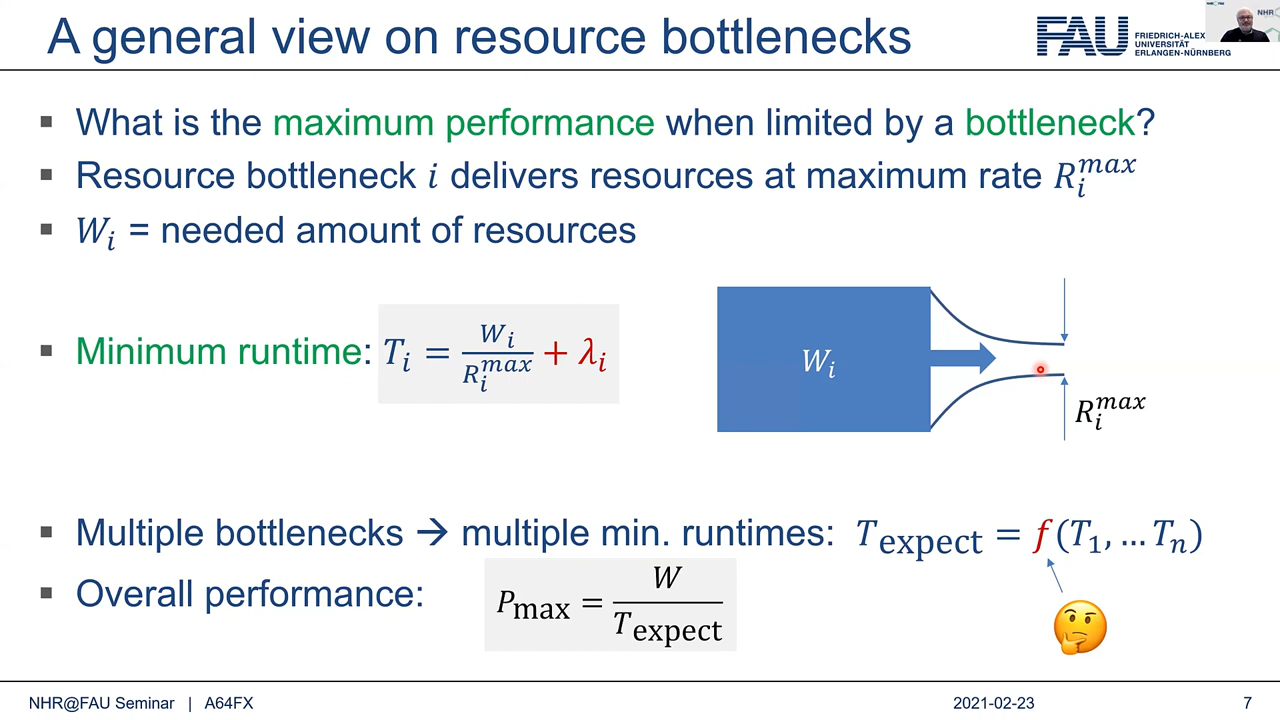 A general view on resource bottlenecks
FAU FRIEDRICH-ALEX
UNIVERSITÄT
ERLANGEN-NÜRNBERG
NHR
▪ What is the maximum performance when limited by a bottleneck?
▪ Resource bottleneck i delivers resources at maximum rate R_i^max
▪ W_i = needed amount of resources
▪ Minimum runtime: T_i = W_i / R_i^max + λ_i
W_i
R_i^max
▪ Multiple bottlenecks → multiple min. runtimes: T_expect = f(T_1, … T_n)
▪ Overall performance: P_max = W / T_expect
NHR@FAU Seminar | A64FX 2021-02-23 7